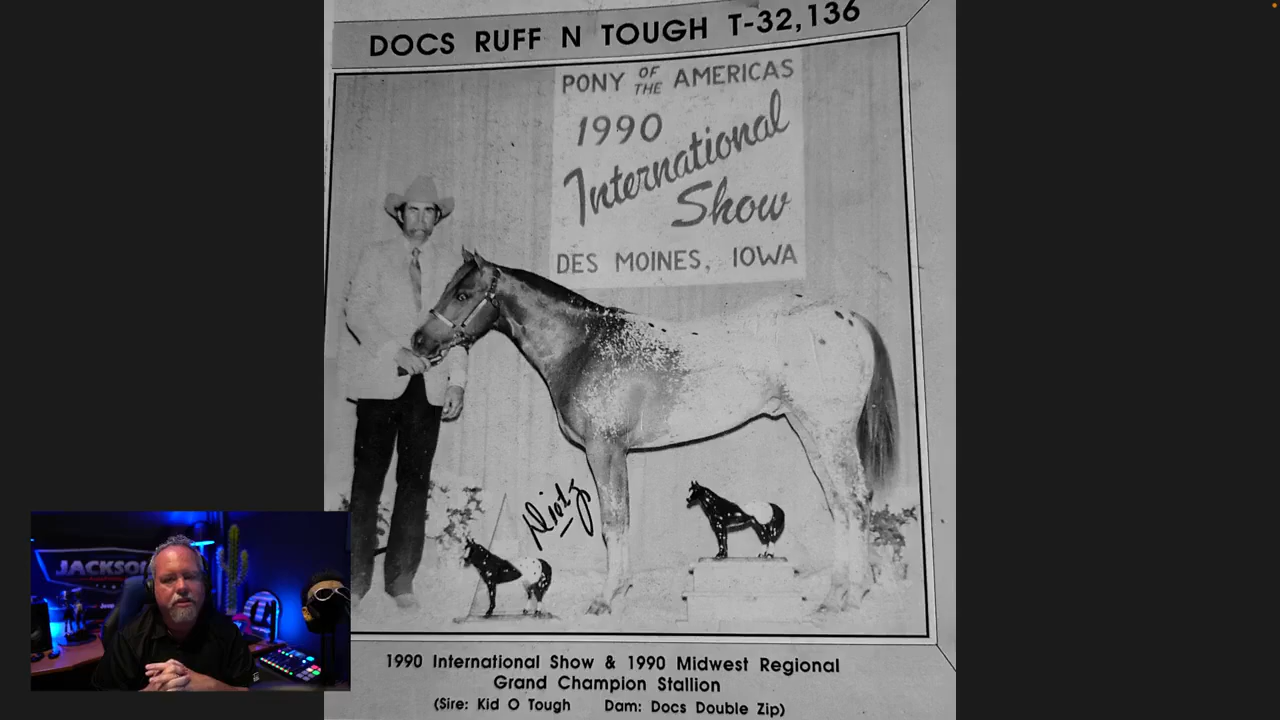 DOCS RUFF N TOUGH T-32,136
PONY OF THE AMERICAS
1990
International
Show
DES MOINES, IOWA
1990 International Show & 1990 Midwest Regional
Grand Champion Stallion
(Sire: Kid O Tough Dam: Docs Double Zip)
JACKSON